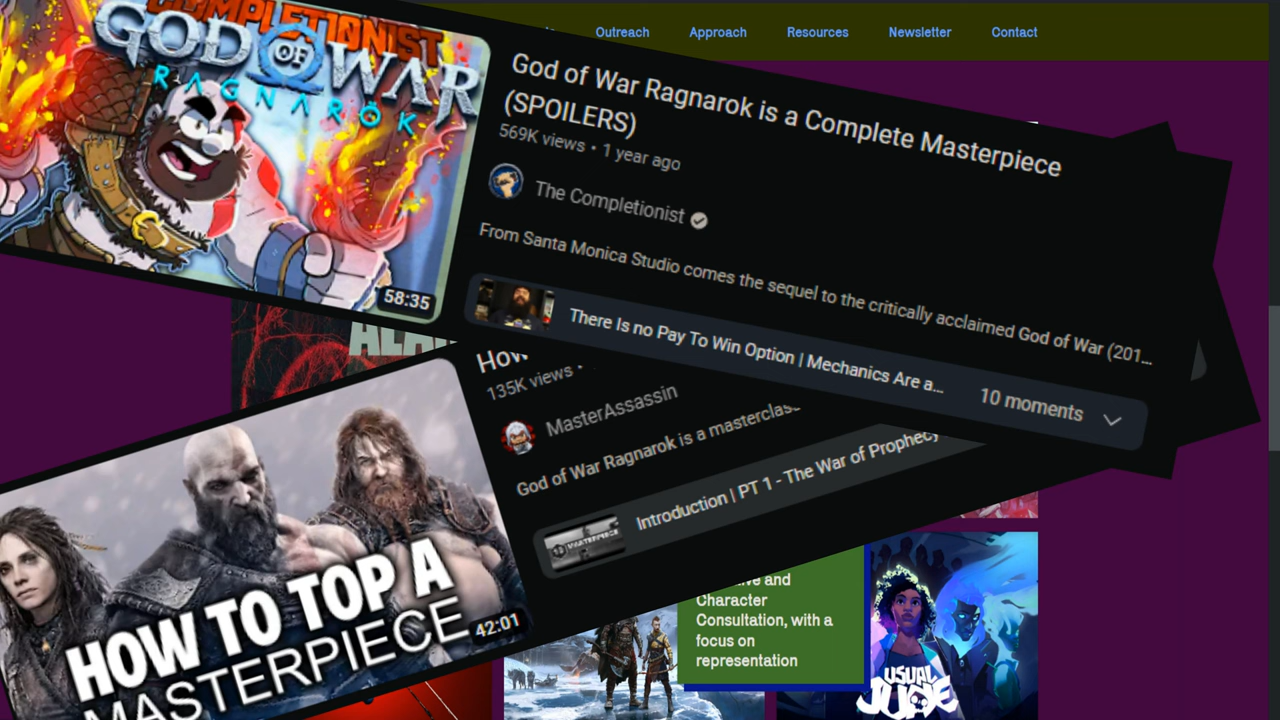 Outreach
Approach
Resources
Newsletter
Contact
COMPLETIONIST
GOD OF WAR
RAGNARÖK
58:35
God of War Ragnarok is a Complete Masterpiece
(SPOILERS)
569K views • 1 year ago
The Completionist
From Santa Monica Studio comes the sequel to the critically acclaimed God of War (201...
There Is no Pay To Win Option | Mechanics Are a...
10 moments
How
135K views •
MasterAssassin
God of War Ragnarok is a masterclass
Introduction | PT 1 - The War of Prophecy
HOW TO TOP A
MASTERPIECE
42:01
and
Character
Consultation, with a
focus on
representation
USUAL
JUNE